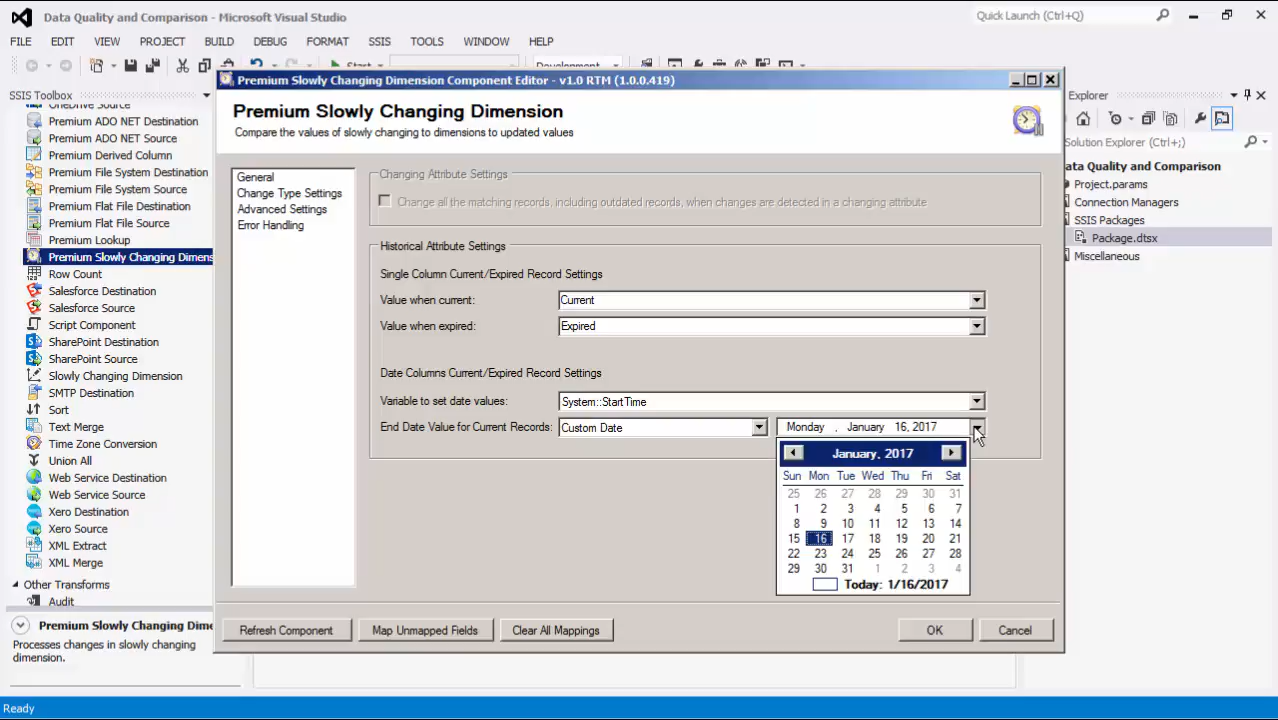 Data Quality and Comparison - Microsoft Visual Studio
Quick Launch (Ctrl+Q)
FILE EDIT VIEW PROJECT BUILD DEBUG FORMAT SSIS TOOLS WINDOW HELP
Start
Development
SSIS Toolbox
OneDrive Source
Premium ADO NET Destination
Premium ADO NET Source
Premium Derived Column
Premium File System Destination
Premium File System Source
Premium Flat File Destination
Premium Flat File Source
Premium Lookup
Premium Slowly Changing Dimens
Row Count
Salesforce Destination
Salesforce Source
Script Component
SharePoint Destination
SharePoint Source
Slowly Changing Dimension
SMTP Destination
Sort
Text Merge
Time Zone Conversion
Union All
Web Service Destination
Web Service Source
Xero Destination
Xero Source
XML Extract
XML Merge
Other Transforms
Audit
Premium Slowly Changing Dime
Processes changes in slowly changing
dimension.
Premium Slowly Changing Dimension Component Editor - v1.0 RTM (1.0.0.419)
Premium Slowly Changing Dimension
Compare the values of slowly changing to dimensions to updated values
General
Change Type Settings
Advanced Settings
Error Handling
Changing Attribute Settings
Change all the matching records, including outdated records, when changes are detected in a changing attribute
Historical Attribute Settings
Single Column Current/Expired Record Settings
Value when current: Current
Value when expired: Expired
Date Columns Current/Expired Record Settings
Variable to set date values: System::StartTime
End Date Value for Current Records: Custom Date Monday , January 16, 2017
January, 2017
Sun Mon Tue Wed Thu Fri Sat
25 26 27 28 29 30 31
1 2 3 4 5 6 7
8 9 10 11 12 13 14
15 16 17 18 19 20 21
22 23 24 25 26 27 28
29 30 31 1 2 3 4
Today: 1/16/2017
Refresh Component Map Unmapped Fields Clear All Mappings OK Cancel
Explorer
Solution Explorer (Ctrl+;)
ata Quality and Comparison
Project.params
Connection Managers
SSIS Packages
Package.dtsx
Miscellaneous
Ready